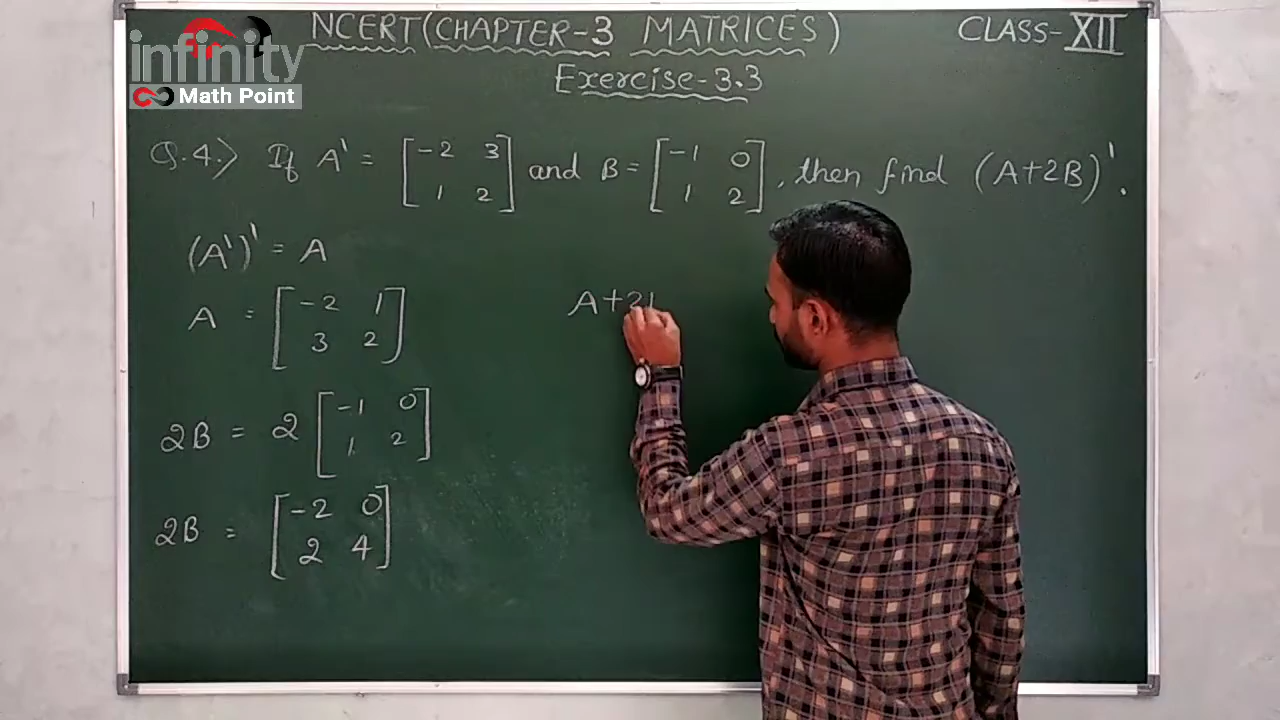 NCERT(CHAPTER-3 MATRICES) CLASS-XII
infinity
Math Point
Exercise-3.3
Q.4.> If A' = [-2 3 and B = [-1 0 , then find (A+2B)'.
1 2] 1 2]
(A')' = A
A = [-2 1
3 2]
A+2
2B = 2 [-1 0
1 2]
2B = [-2 0
2 4]